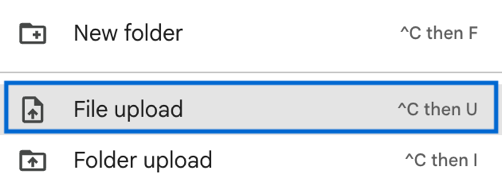 New folder ^C then F
File upload ^C then U
Folder upload ^C then I